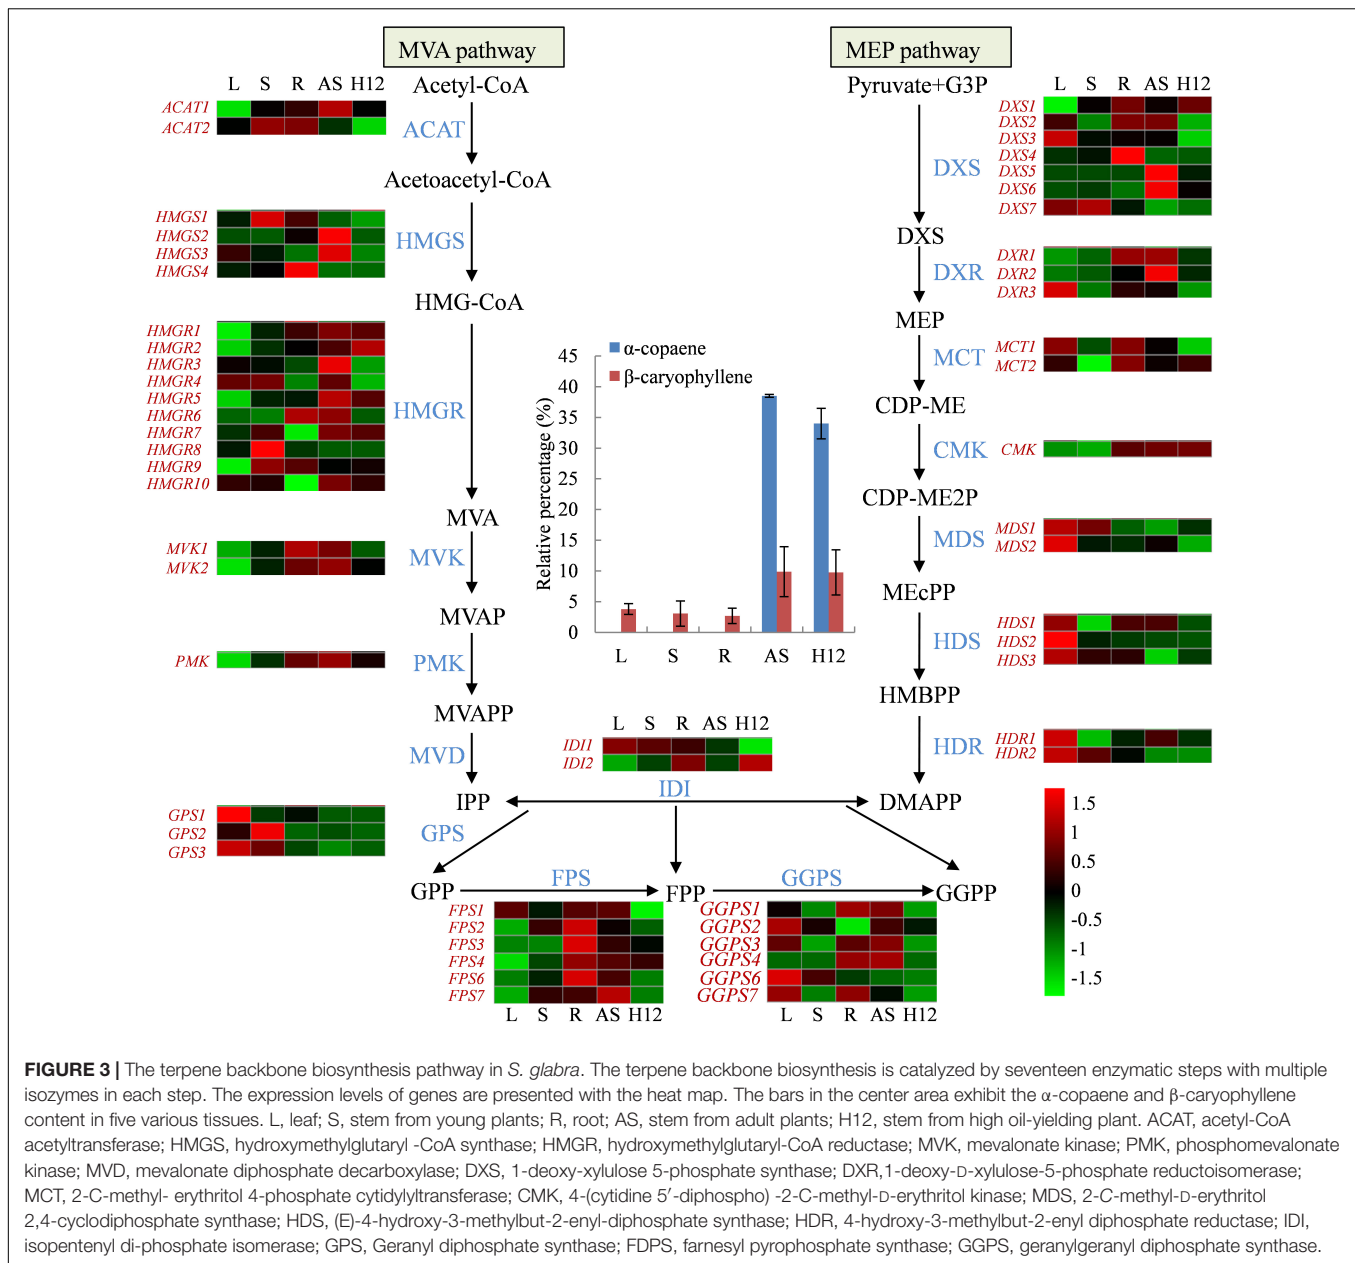 MVA pathway
MEP pathway
L S R AS H12
Acetyl-CoA
Pyruvate+G3P
L S R AS H12
ACAT1
ACAT2
ACAT
Acetoacetyl-CoA
DXS1
DXS2
DXS3
DXS4
DXS5
DXS6
DXS7
DXS
HMGS1
HMGS2
HMGS3
HMGS4
HMGS
DXS
HMG-CoA
DXR
DXR1
DXR2
DXR3
MEP
HMGR1
HMGR2
HMGR3
HMGR4
HMGR5
HMGR6
HMGR7
HMGR8
HMGR9
HMGR10
HMGR
MCT
MCT1
MCT2
CDP-ME
CMK
CMK
CDP-ME2P
MVA
MDS
MDS1
MDS2
MVK1
MVK2
MVK
MEcPP
MVAP
HDS
HDS1
HDS2
HDS3
PMK
PMK
HMBPP
MVAPP
HDR
HDR1
HDR2
MVD
α-copaene
β-caryophyllene
Relative percentage (%)
45
40
35
30
25
20
15
10
5
0
L S R AS H12
L S R AS H12
IDI1
IDI2
IDI
IPP
DMAPP
GPS1
GPS2
GPS3
GPS
GPP
FPS
FPP
GGPS
GGPP
FPS1
FPS2
FPS3
FPS4
FPS6
FPS7
L S R AS H12
GGPS1
GGPS2
GGPS3
GGPS4
GGPS6
GGPS7
L S R AS H12
1.5
1
0.5
0
-0.5
-1
-1.5
FIGURE 3 | The terpene backbone biosynthesis pathway in S. glabra. The terpene backbone biosynthesis is catalyzed by seventeen enzymatic steps with multiple
isozymes in each step. The expression levels of genes are presented with the heat map. The bars in the center area exhibit the α-copaene and β-caryophyllene
content in five various tissues. L, leaf; S, stem from young plants; R, root; AS, stem from adult plants; H12, stem from high oil-yielding plant. ACAT, acetyl-CoA
acetyltransferase; HMGS, hydroxymethylglutaryl -CoA synthase; HMGR, hydroxymethylglutaryl-CoA reductase; MVK, mevalonate kinase; PMK, phosphomevalonate
kinase; MVD, mevalonate diphosphate decarboxylase; DXS, 1-deoxy-xylulose 5-phosphate synthase; DXR,1-deoxy-D-xylulose-5-phosphate reductoisomerase;
MCT, 2-C-methyl- erythritol 4-phosphate cytidylyltransferase; CMK, 4-(cytidine 5′-diphospho) -2-C-methyl-D-erythritol kinase; MDS, 2-C-methyl-D-erythritol
2,4-cyclodiphosphate synthase; HDS, (E)-4-hydroxy-3-methylbut-2-enyl-diphosphate synthase; HDR, 4-hydroxy-3-methylbut-2-enyl diphosphate reductase; IDI,
isopentenyl di-phosphate isomerase; GPS, Geranyl diphosphate synthase; FDPS, farnesyl pyrophosphate synthase; GGPS, geranylgeranyl diphosphate synthase.